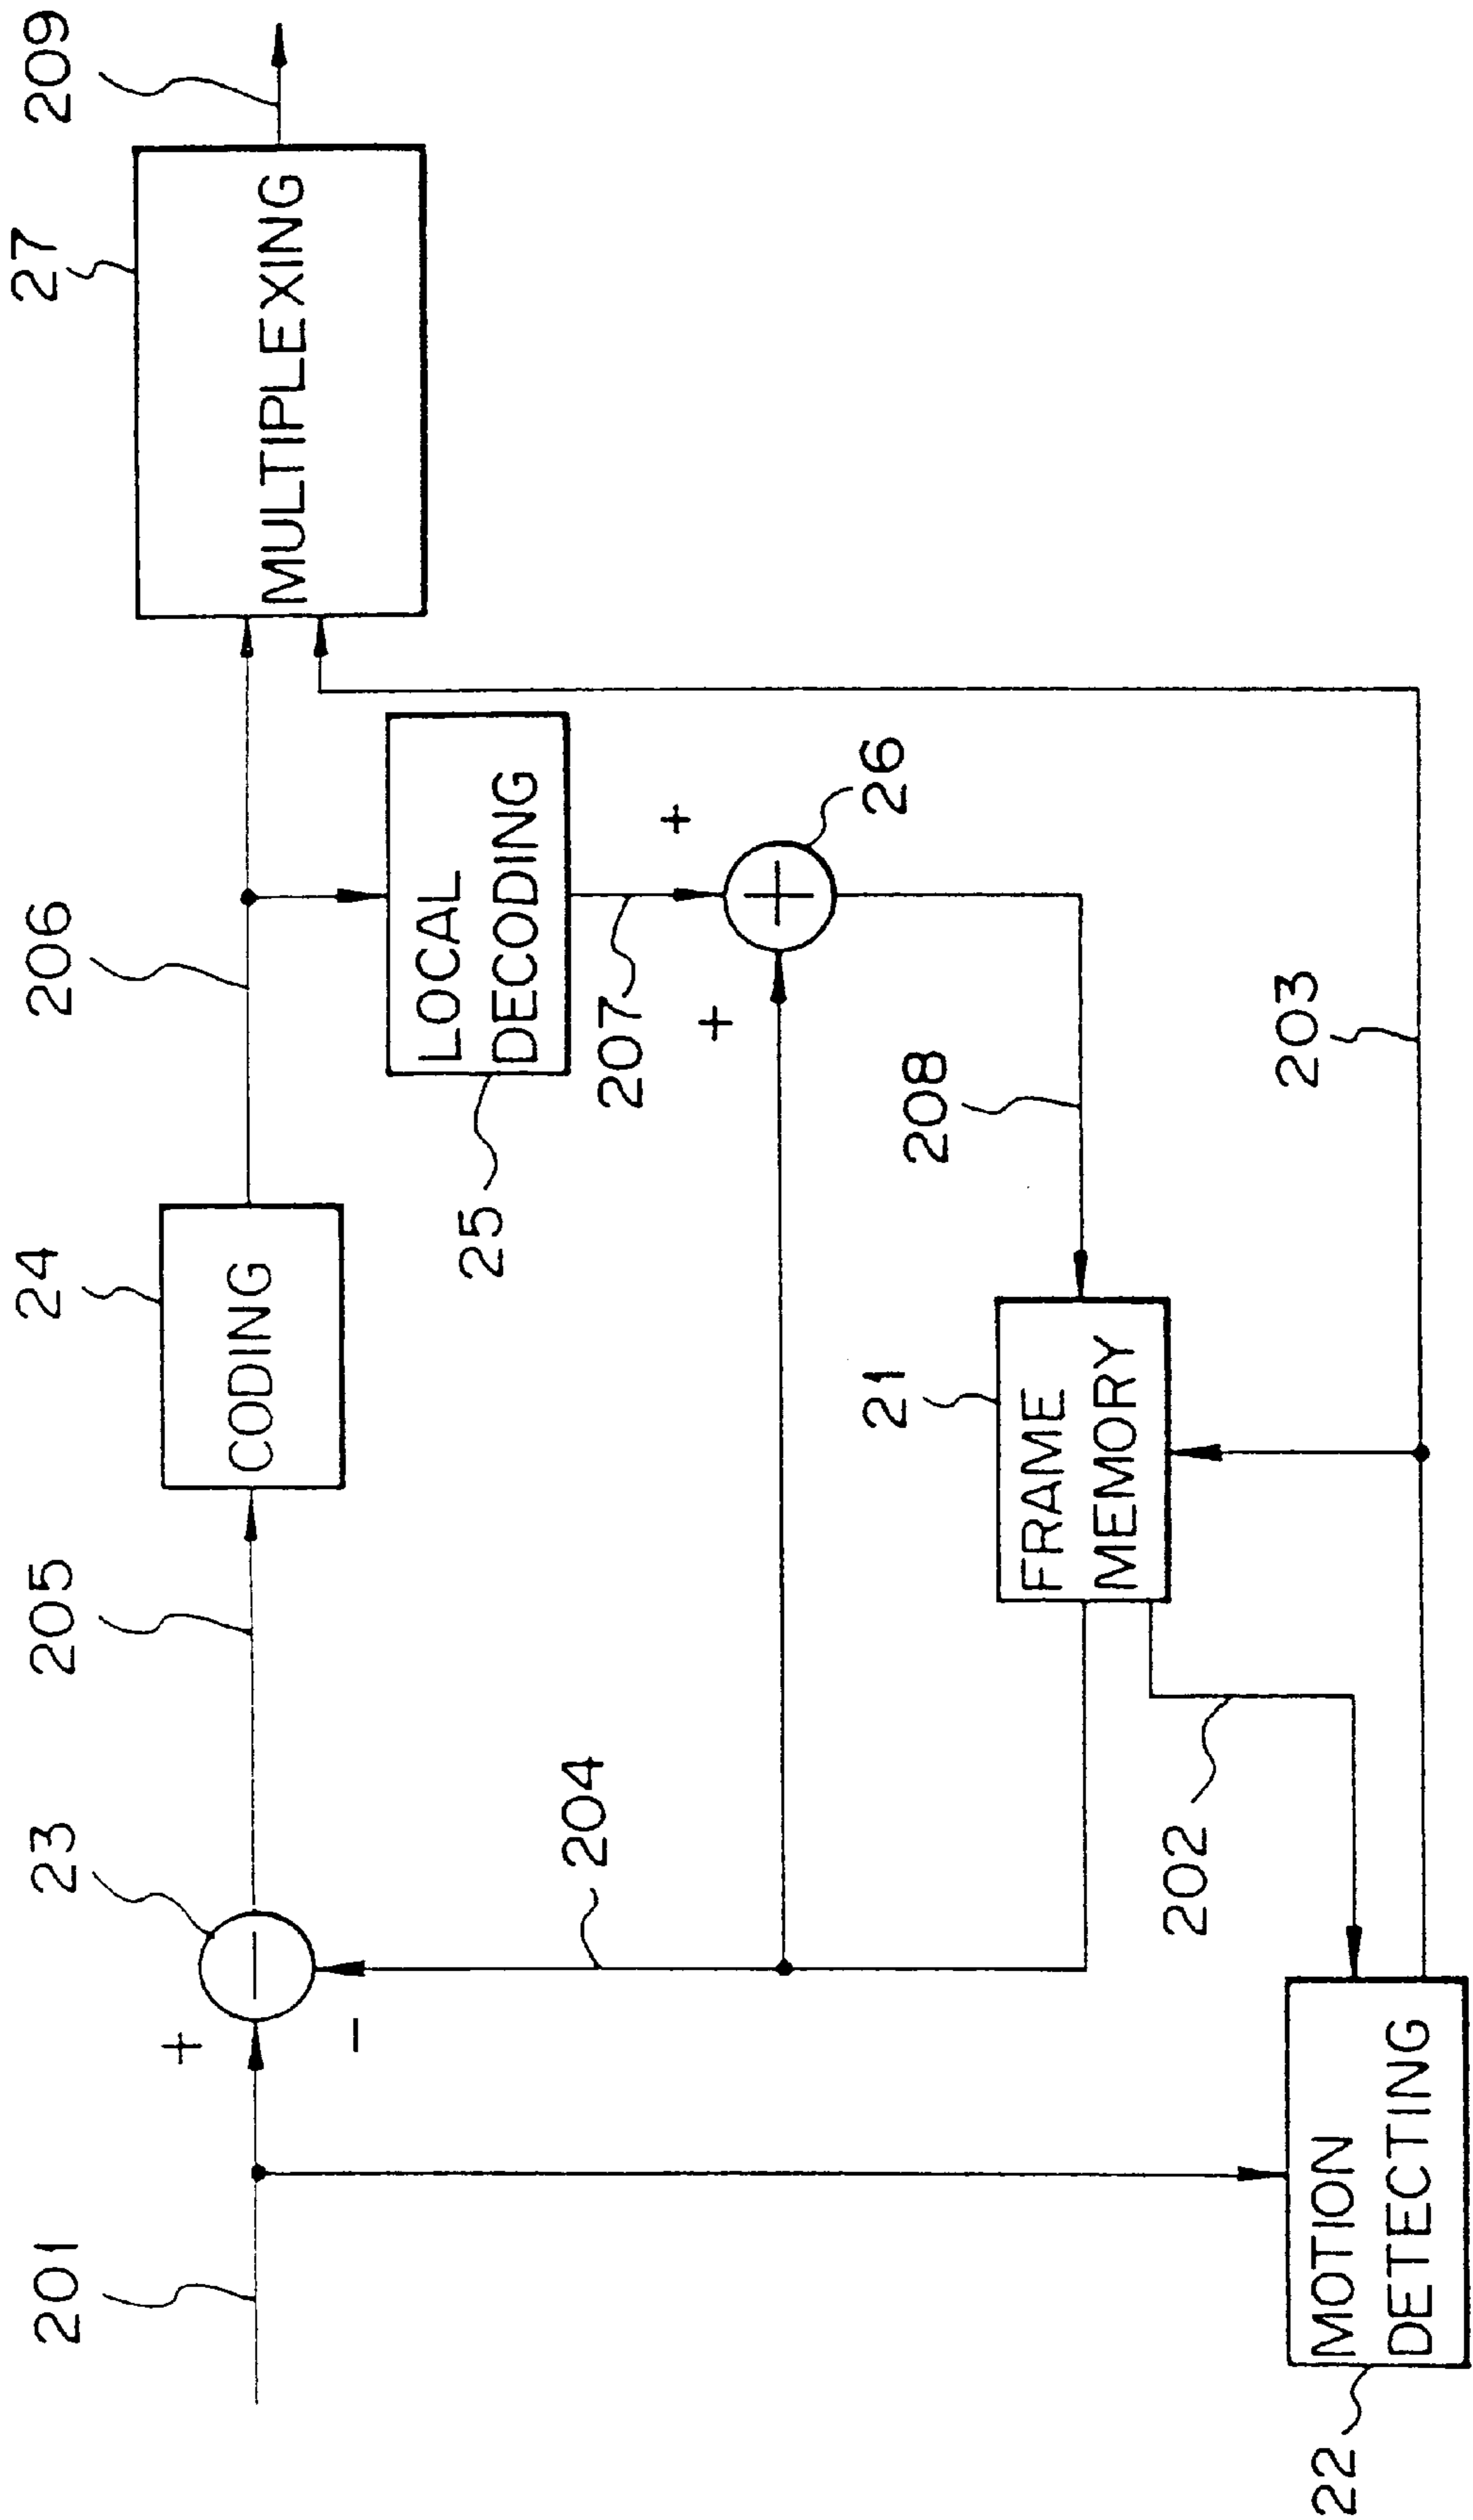 201
+
−
23
205
24
CODING
206
27
MULTIPLEXING
209
204
25
LOCAL
DECODING
207
+
+
26
21
FRAME
MEMORY
208
202
203
22
MOTION
DETECTING